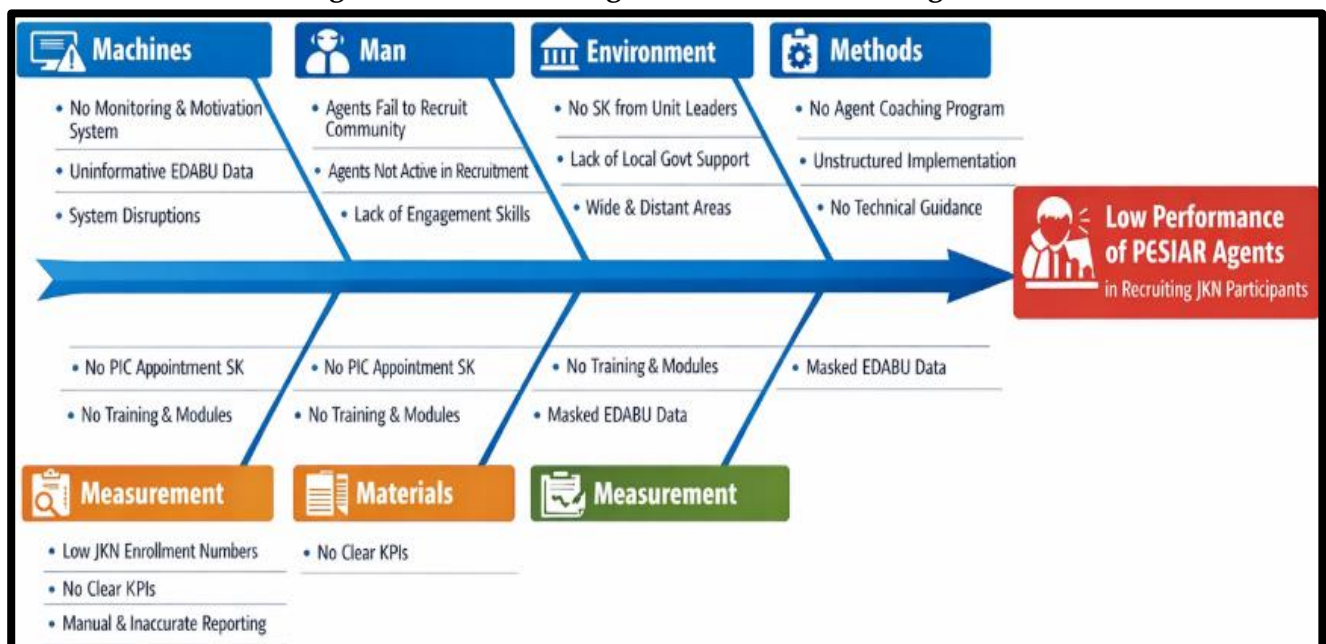 Machines
Man
Environment
Methods
• No Monitoring & Motivation
System
• Uninformative EDABU Data
• System Disruptions
• Agents Fail to Recruit
Community
• Agents Not Active in Recruitment
• Lack of Engagement Skills
• No SK from Unit Leaders
• Lack of Local Govt Support
• Wide & Distant Areas
• No Agent Coaching Program
• Unstructured Implementation
• No Technical Guidance
Low Performance
of PESIAR Agents
in Recruiting JKN Participants
• No PIC Appointment SK
• No Training & Modules
• No PIC Appointment SK
• No Training & Modules
• No Training & Modules
• Masked EDABU Data
• Masked EDABU Data
Measurement
Materials
Measurement
• Low JKN Enrollment Numbers
• No Clear KPIs
• Manual & Inaccurate Reporting
• No Clear KPIs